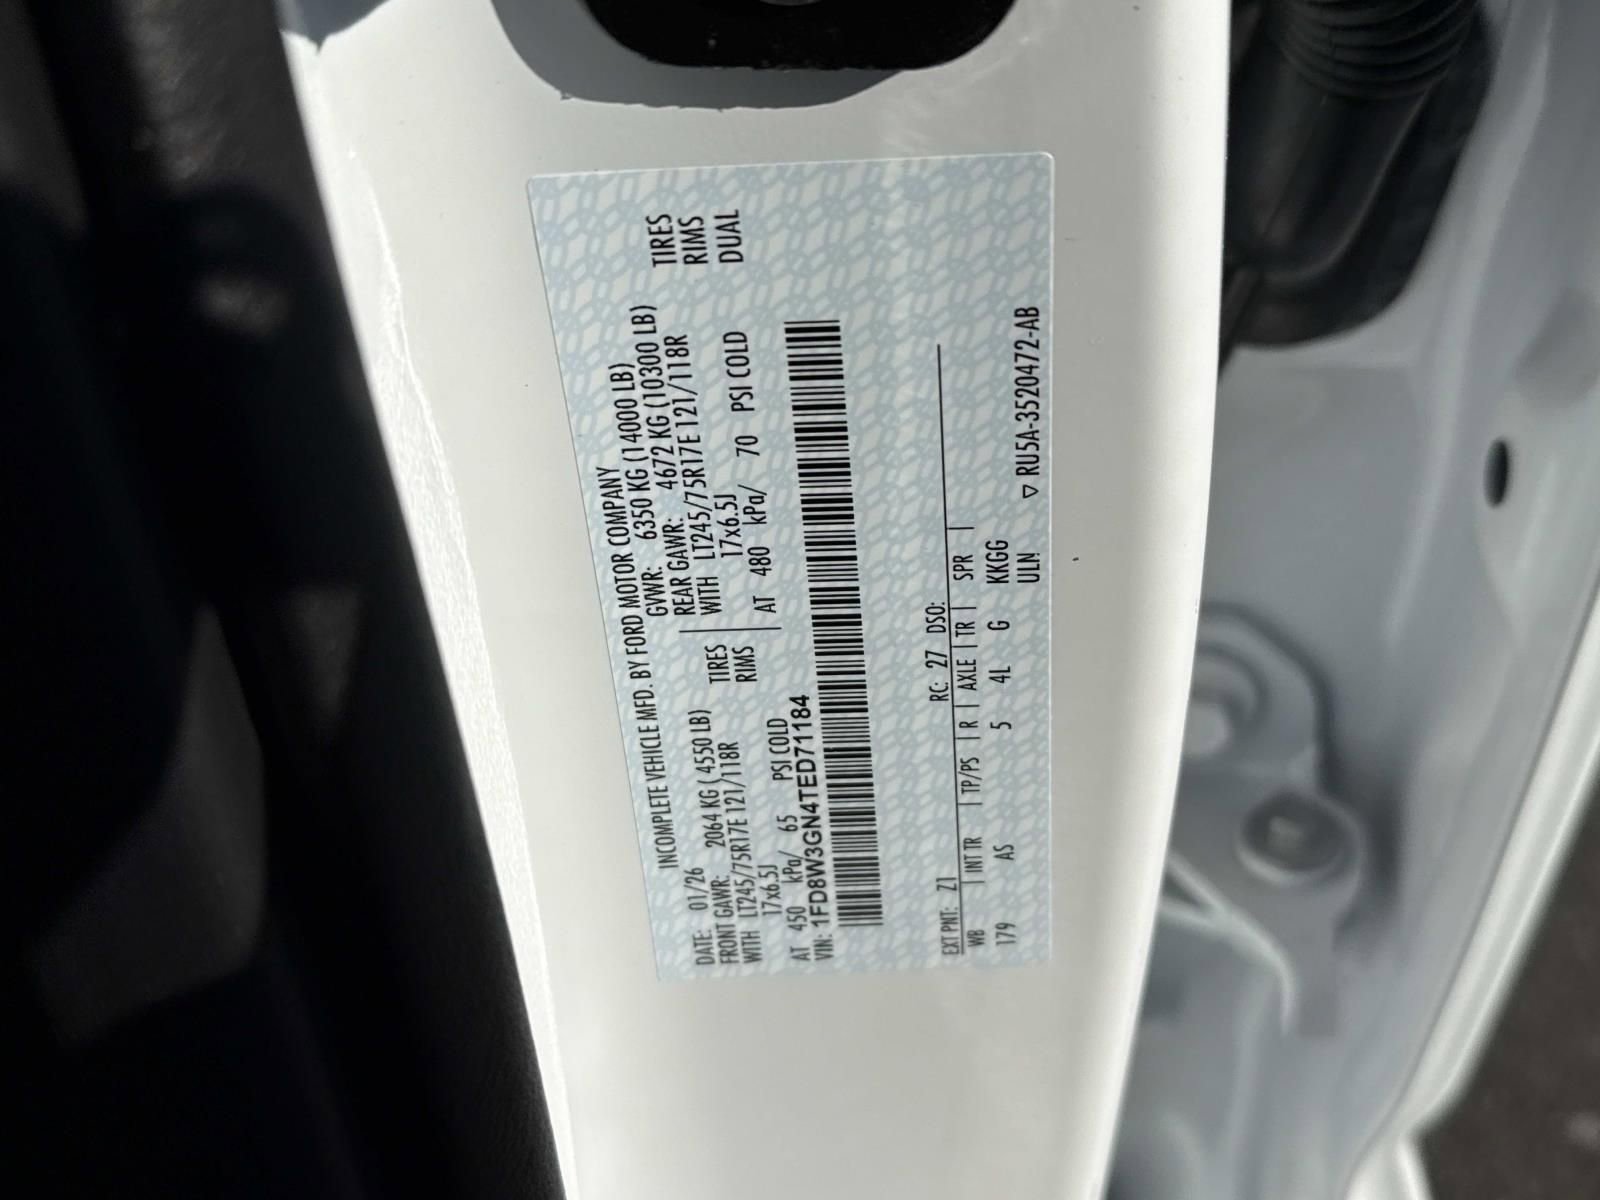 INCOMPLETE VEHICLE MFD. BY FORD MOTOR COMPANY
DATE: 01/26 GVWR: 6350 KG (14000 LB)
FRONT GAWR: 2064 KG ( 4550 LB) REAR GAWR: 4672 KG (10300 LB)
WITH LT245/75R17E 121/118R TIRES WITH LT245/75R17E 121/118R TIRES
17x6.5J RIMS 17x6.5J RIMS
AT 450 kPa/ 65 PSI COLD AT 480 kPa/ 70 PSI COLD DUAL
VIN: 1FD8W3GN4TED71184
EXT PNT: Z1 RC: 27 DSO:
WB INT TR TP/PS R AXLE TR SPR
179 AS 5 4L G KKGG
ULN ▽ RU5A-3520472-AB